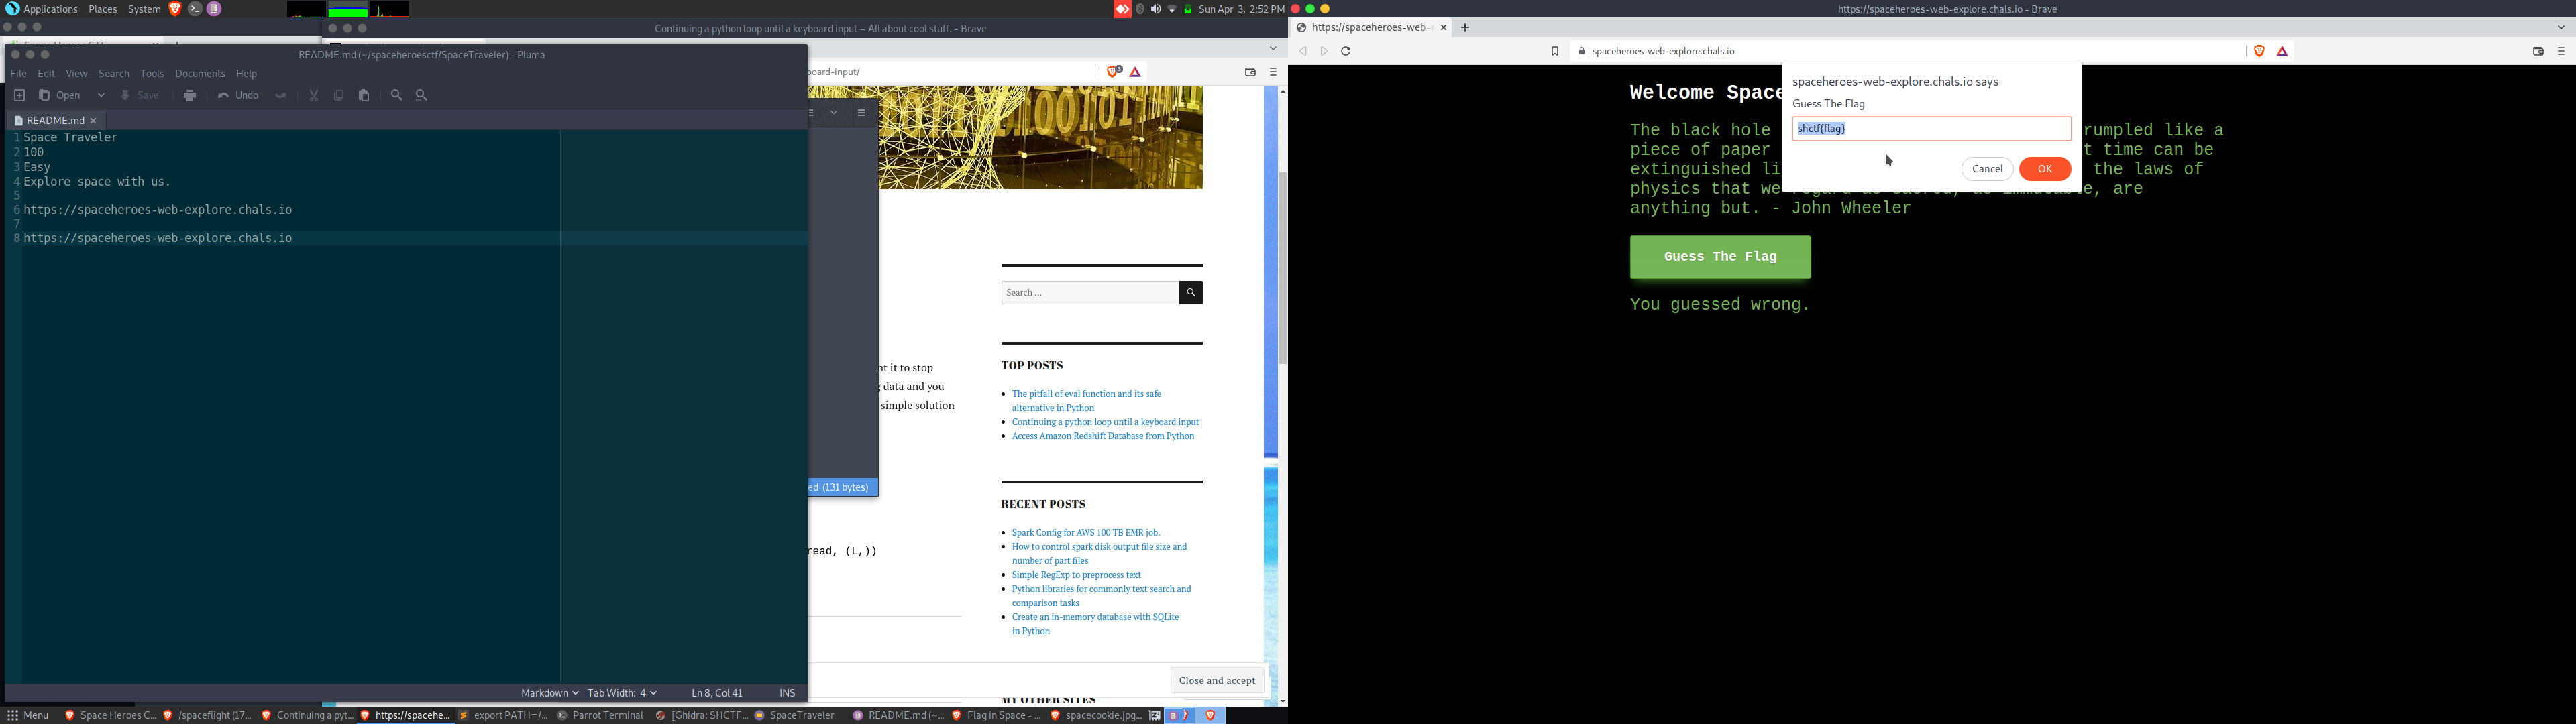 Applications Places System
Sun Apr 3, 2:52 PM
https://spaceheroes-web-explore.chals.io - Brave
Continuing a python loop until a keyboard input – All about cool stuff. - Brave
https://spaceheroes-web-
README.md (~/spaceheroesctf/SpaceTraveler) - Pluma
File Edit View Search Tools Documents Help
Open Save Undo
README.md
1 Space Traveler
2 100
3 Easy
4 Explore space with us.
5
6 https://spaceheroes-web-explore.chals.io
7
8 https://spaceheroes-web-explore.chals.io
Markdown Tab Width: 4 Ln 8, Col 41 INS
oard-input/
ed (131 bytes)
nt it to stop
data and you
simple solution
read, (L,))
Search …
TOP POSTS
The pitfall of eval function and its safe
alternative in Python
Continuing a python loop until a keyboard input
Access Amazon Redshift Database from Python
RECENT POSTS
Spark Config for AWS 100 TB EMR job.
How to control spark disk output file size and
number of part files
Simple RegExp to preprocess text
Python libraries for commonly text search and
comparison tasks
Create an in-memory database with SQLite
in Python
Close and accept
MY OTHER SITES
spaceheroes-web-explore.chals.io
spaceheroes-web-explore.chals.io says
Guess The Flag
shctf{flag}
Cancel OK
Welcome Space
The black hole rumpled like a
piece of paper t time can be
extinguished li the laws of
physics that we regard as sacred, as immutable, are
anything but. - John Wheeler
Guess The Flag
You guessed wrong.
Menu Space Heroes C... /spaceflight (17... Continuing a pyt... https://spacehe... export PATH=/... Parrot Terminal [Ghidra: SHCTF... SpaceTraveler README.md (~... Flag in Space - ... spacecookie.jpg...